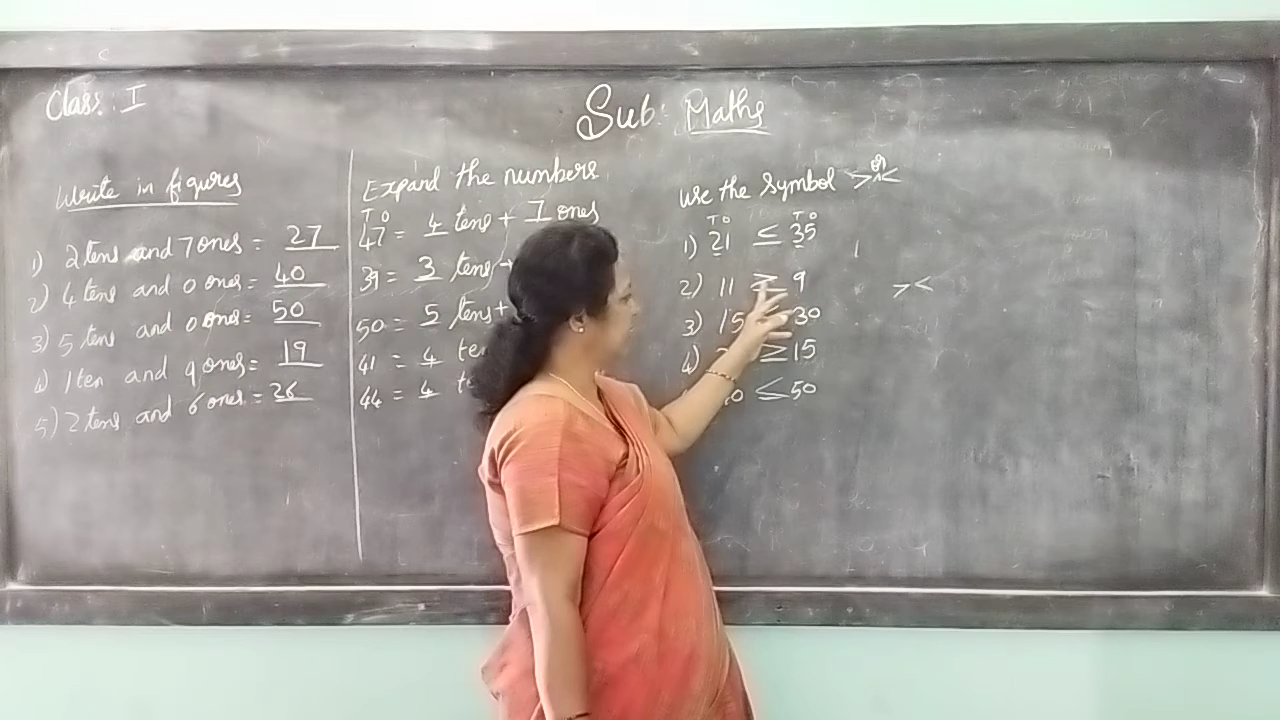 Class: I
Sub: Maths
Write in figures
1) 2 tens and 7 ones = 27
2) 4 tens and 0 ones = 40
3) 5 tens and 0 ones = 50
4) 1 ten and 9 ones = 19
5) 2 tens and 6 ones = 26
Expand the numbers
T O
47 = 4 tens + 7 ones
39 = 3 tens +
50 = 5 tens +
41 = 4 te
44 = 4 te
Use the Symbol > or <
T O T O
1) 21 < 35
2) 11 > 9
3) 15 30
4) > 15
0 < 50
> <